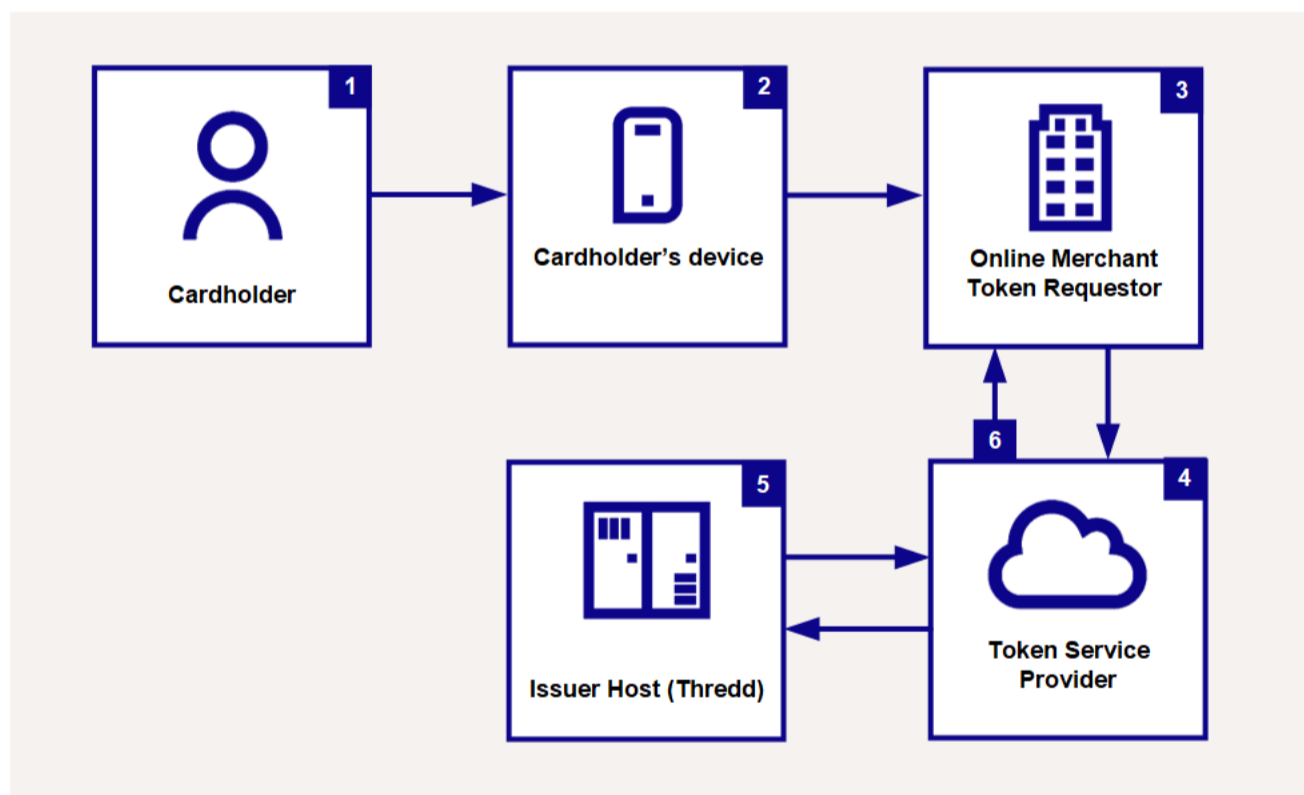 1
Cardholder
2
Cardholder’s device
3
Online Merchant
Token Requestor
6
5
Issuer Host (Thredd)
4
Token Service
Provider